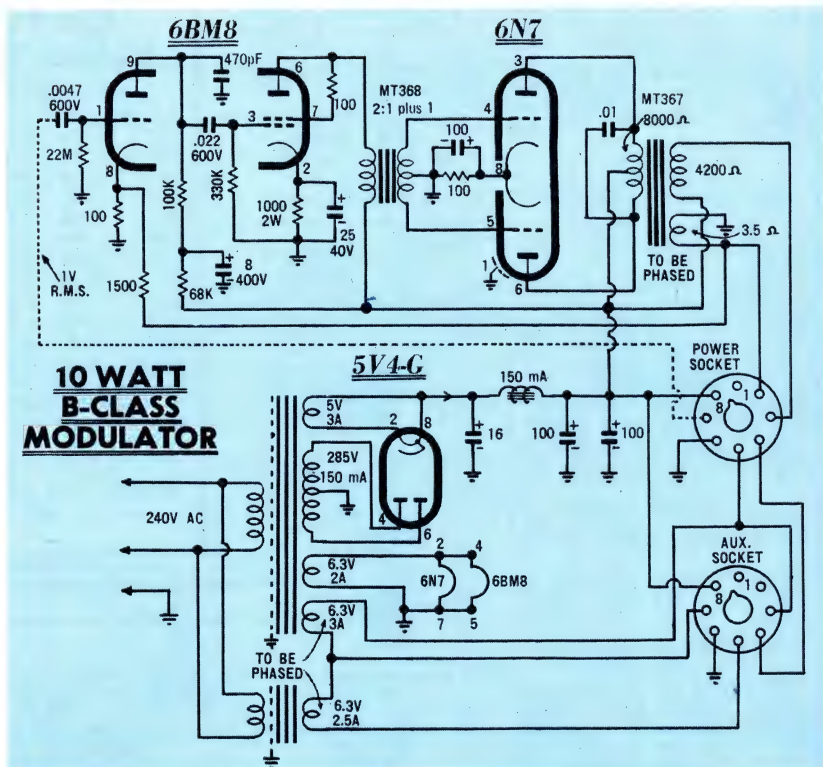 6BM8
6N7
9
470pF
6
3
.0047
600V
1
3
7
100
MT368
2:1 plus 1
4
.01
MT367
8000 Ω
22M
.022
600V
8
2
100
8
100
4200 Ω
100
100K
330K
1000
2W
25
40V
5
3.5 Ω
1V
R.M.S.
1500
8
400V
68K
1
6
TO BE
PHASED
10 WATT
B-CLASS
MODULATOR
5V4-G
POWER
SOCKET
150 mA
5V
3A
2
8
16
100
100
8
1
285V
150 mA
4
6
240V AC
6.3V
2A
2
4
6N7
6BM8
7
5
AUX.
SOCKET
6.3V
3A
8
1
TO BE
PHASED
6.3V
2.5A